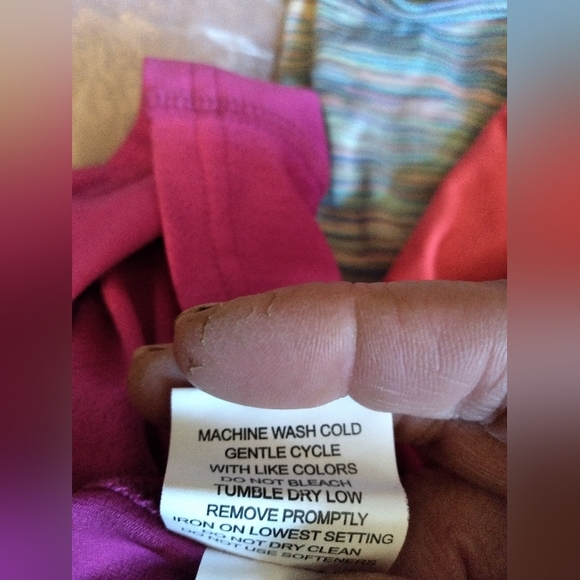 MACHINE WASH COLD
GENTLE CYCLE
WITH LIKE COLORS
DO NOT BLEACH
TUMBLE DRY LOW
REMOVE PROMPTLY
IRON ON LOWEST SETTING
DO NOT DRY CLEAN
DO NOT USE SOFTENERS